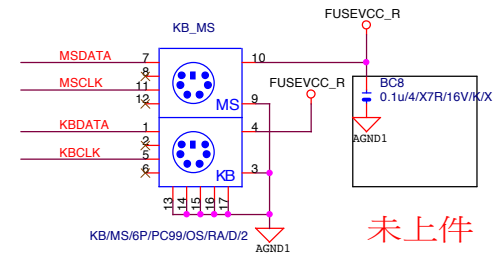 FUSEVCC_R
KB_MS
MSDATA 7 10
8
MSCLK 11
12 MS 9
FUSEVCC_R
BC8
0.1u/4/X7R/16V/K/X
AGND1
KBDATA 1 4
2
KBCLK 5
6 KB 3
13 14 15 16 17
KB/MS/6P/PC99/OS/RA/D/2
AGND1
未上件